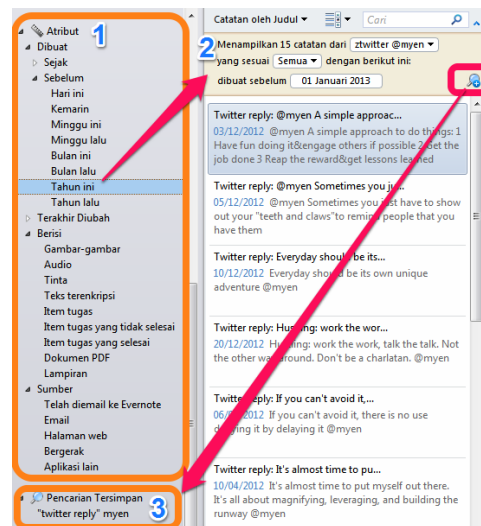 Atribut
1
Dibuat
Sejak
Sebelum
Hari ini
Kemarin
Minggu ini
Minggu lalu
Bulan ini
Bulan lalu
Tahun ini
Tahun lalu
Terakhir Diubah
Berisi
Gambar-gambar
Audio
Tinta
Teks terenkripsi
Item tugas
Item tugas yang tidak selesai
Item tugas yang selesai
Dokumen PDF
Lampiran
Sumber
Telah diemail ke Evernote
Email
Halaman web
Bergerak
Aplikasi lain
Pencarian Tersimpan
"twitter reply" myen
3
Catatan oleh Judul
Cari
2
Menampilkan 15 catatan dari ztwitter @myen
yang sesuai Semua dengan berikut ini:
dibuat sebelum 01 Januari 2013
Twitter reply: @myen A simple approac...
03/12/2012 @myen A simple approach to do things: 1
Have fun doing it&engage others if possible 2 Get the
job done 3 Reap the reward&get lessons learned
Twitter reply: @myen Sometimes you ju...
05/12/2012 @myen Sometimes you just have to show
out your "teeth and claws"to remind people that you
have them
Twitter reply: Everyday should be its...
10/12/2012 Everyday should be its own unique
adventure @myen
Twitter reply: Hustling: work the wor...
20/12/2012 Hustling: work the work, talk the talk. Not
the other way around. Don't be a charlatan. @myen
Twitter reply: If you can't avoid it,...
2012 If you can't avoid it, there is no use
delaying it by delaying it @myen
Twitter reply: It's almost time to pu...
10/04/2012 It's almost time to put myself out there.
It's all about magnifying, leveraging, and building the
runway @myen